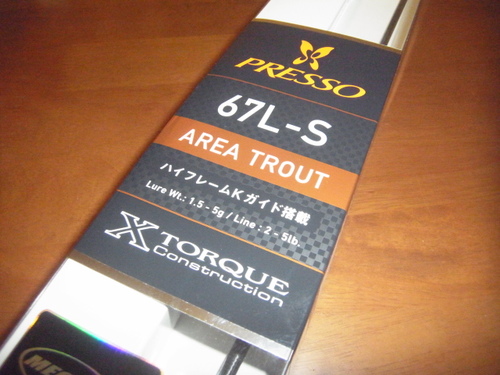 PRESSO
67L-S
AREA TROUT
ハイフレームKガイド搭載
Lure Wt.: 1.5 - 5g / Line : 2 - 5lb.
X TORQUE
Construction